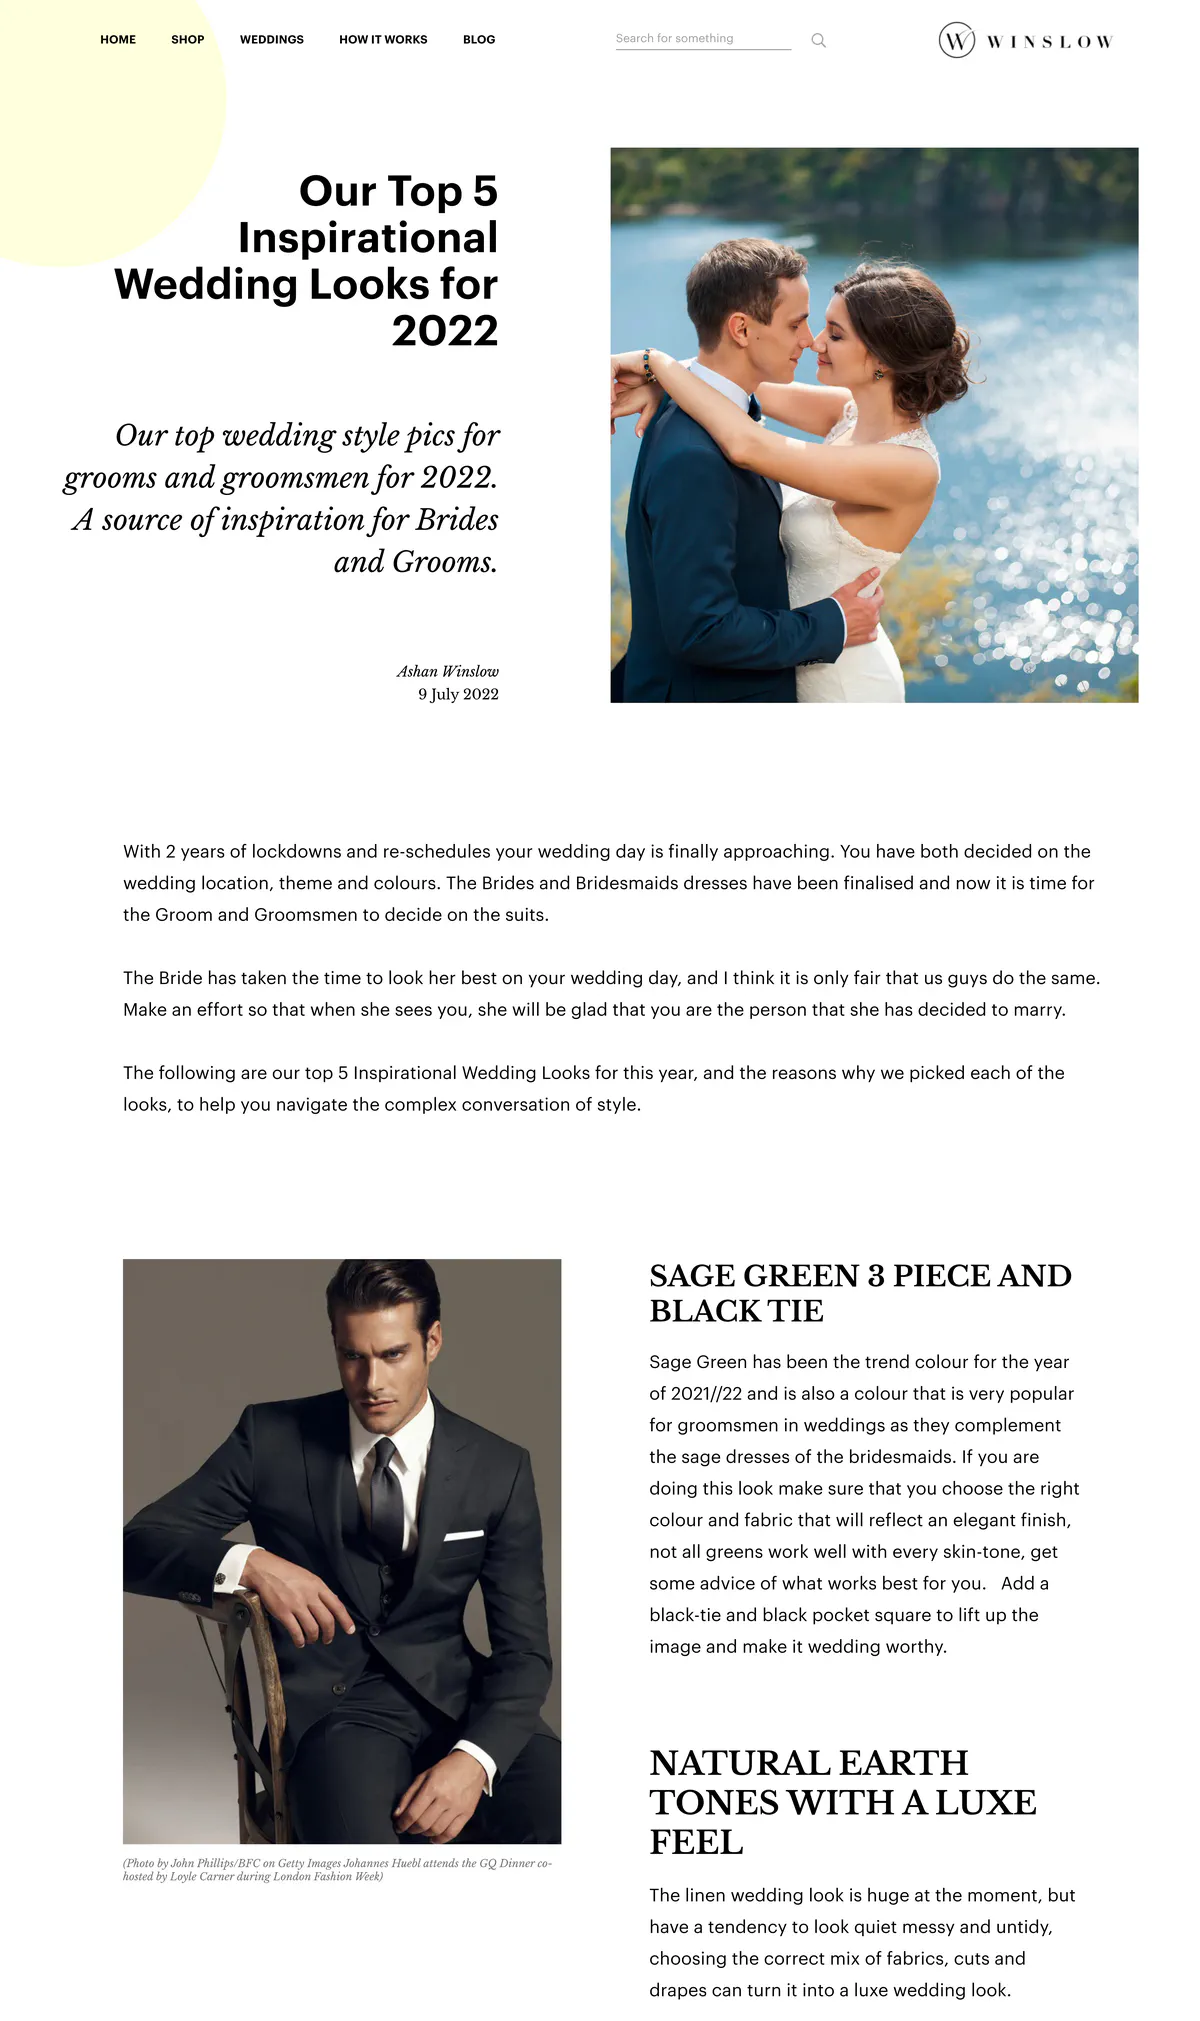 HOME SHOP WEDDINGS HOW IT WORKS BLOG
Search for something
W WINSLOW
Our Top 5
Inspirational
Wedding Looks for
2022
Our top wedding style pics for
grooms and groomsmen for 2022.
A source of inspiration for Brides
and Grooms.
Ashan Winslow
9 July 2022
With 2 years of lockdowns and re-schedules your wedding day is finally approaching. You have both decided on the
wedding location, theme and colours. The Brides and Bridesmaids dresses have been finalised and now it is time for
the Groom and Groomsmen to decide on the suits.
The Bride has taken the time to look her best on your wedding day, and I think it is only fair that us guys do the same.
Make an effort so that when she sees you, she will be glad that you are the person that she has decided to marry.
The following are our top 5 Inspirational Wedding Looks for this year, and the reasons why we picked each of the
looks, to help you navigate the complex conversation of style.
SAGE GREEN 3 PIECE AND
BLACK TIE
Sage Green has been the trend colour for the year
of 2021//22 and is also a colour that is very popular
for groomsmen in weddings as they complement
the sage dresses of the bridesmaids. If you are
doing this look make sure that you choose the right
colour and fabric that will reflect an elegant finish,
not all greens work well with every skin-tone, get
some advice of what works best for you.   Add a
black-tie and black pocket square to lift up the
image and make it wedding worthy.
(Photo by John Phillips/BFC on Getty Images Johannes Huebl attends the GQ Dinner co-
hosted by Loyle Carner during London Fashion Week)
NATURAL EARTH
TONES WITH A LUXE
FEEL
The linen wedding look is huge at the moment, but
have a tendency to look quiet messy and untidy,
choosing the correct mix of fabrics, cuts and
drapes can turn it into a luxe wedding look.